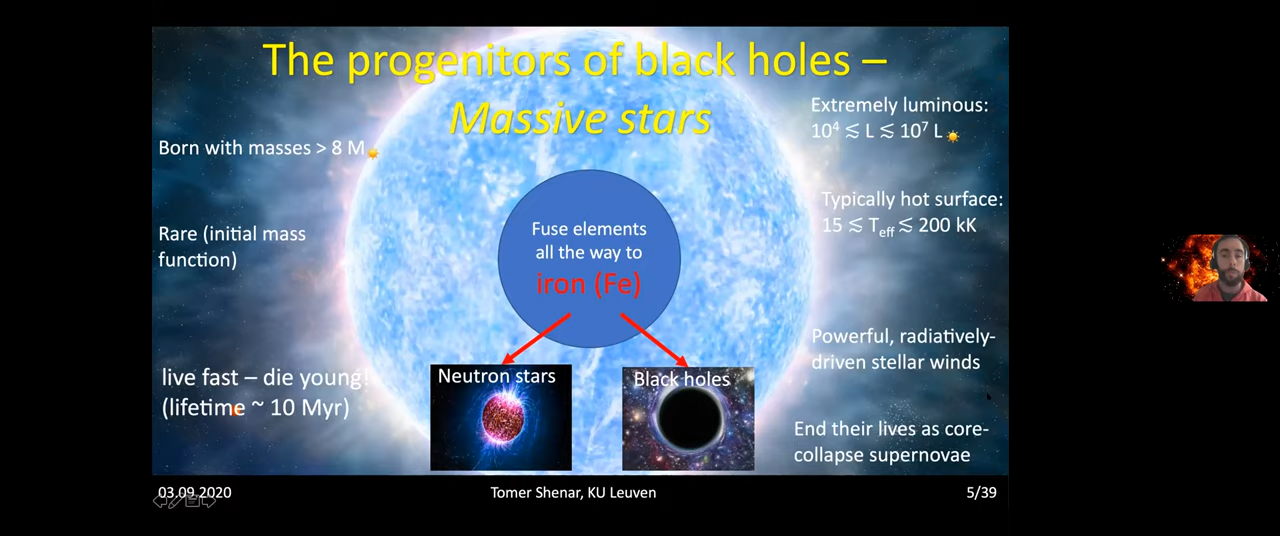 The progenitors of black holes –
Massive stars
Born with masses > 8 M
Rare (initial mass
function)
live fast – die young!
(lifetime ~ 10 Myr)
Fuse elements
all the way to
iron (Fe)
Neutron stars
Black holes
Extremely luminous:
10⁴ ≲ L ≲ 10⁷ L
Typically hot surface:
15 ≲ Teff ≲ 200 kK
Powerful, radiatively-
driven stellar winds
End their lives as core-
collapse supernovae
03.09.2020
Tomer Shenar, KU Leuven
5/39